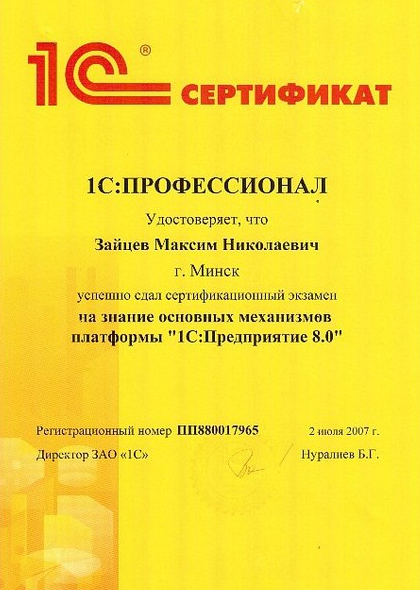 1С®
СЕРТИФИКАТ
1С:ПРОФЕССИОНАЛ
Удостоверяет, что
Зайцев Максим Николаевич
г. Минск
успешно сдал сертификационный экзамен
на знание основных механизмов
платформы "1С:Предприятие 8.0"
Регистрационный номер ПП880017965 2 июля 2007 г.
Директор ЗАО «1С» Нуралиев Б.Г.